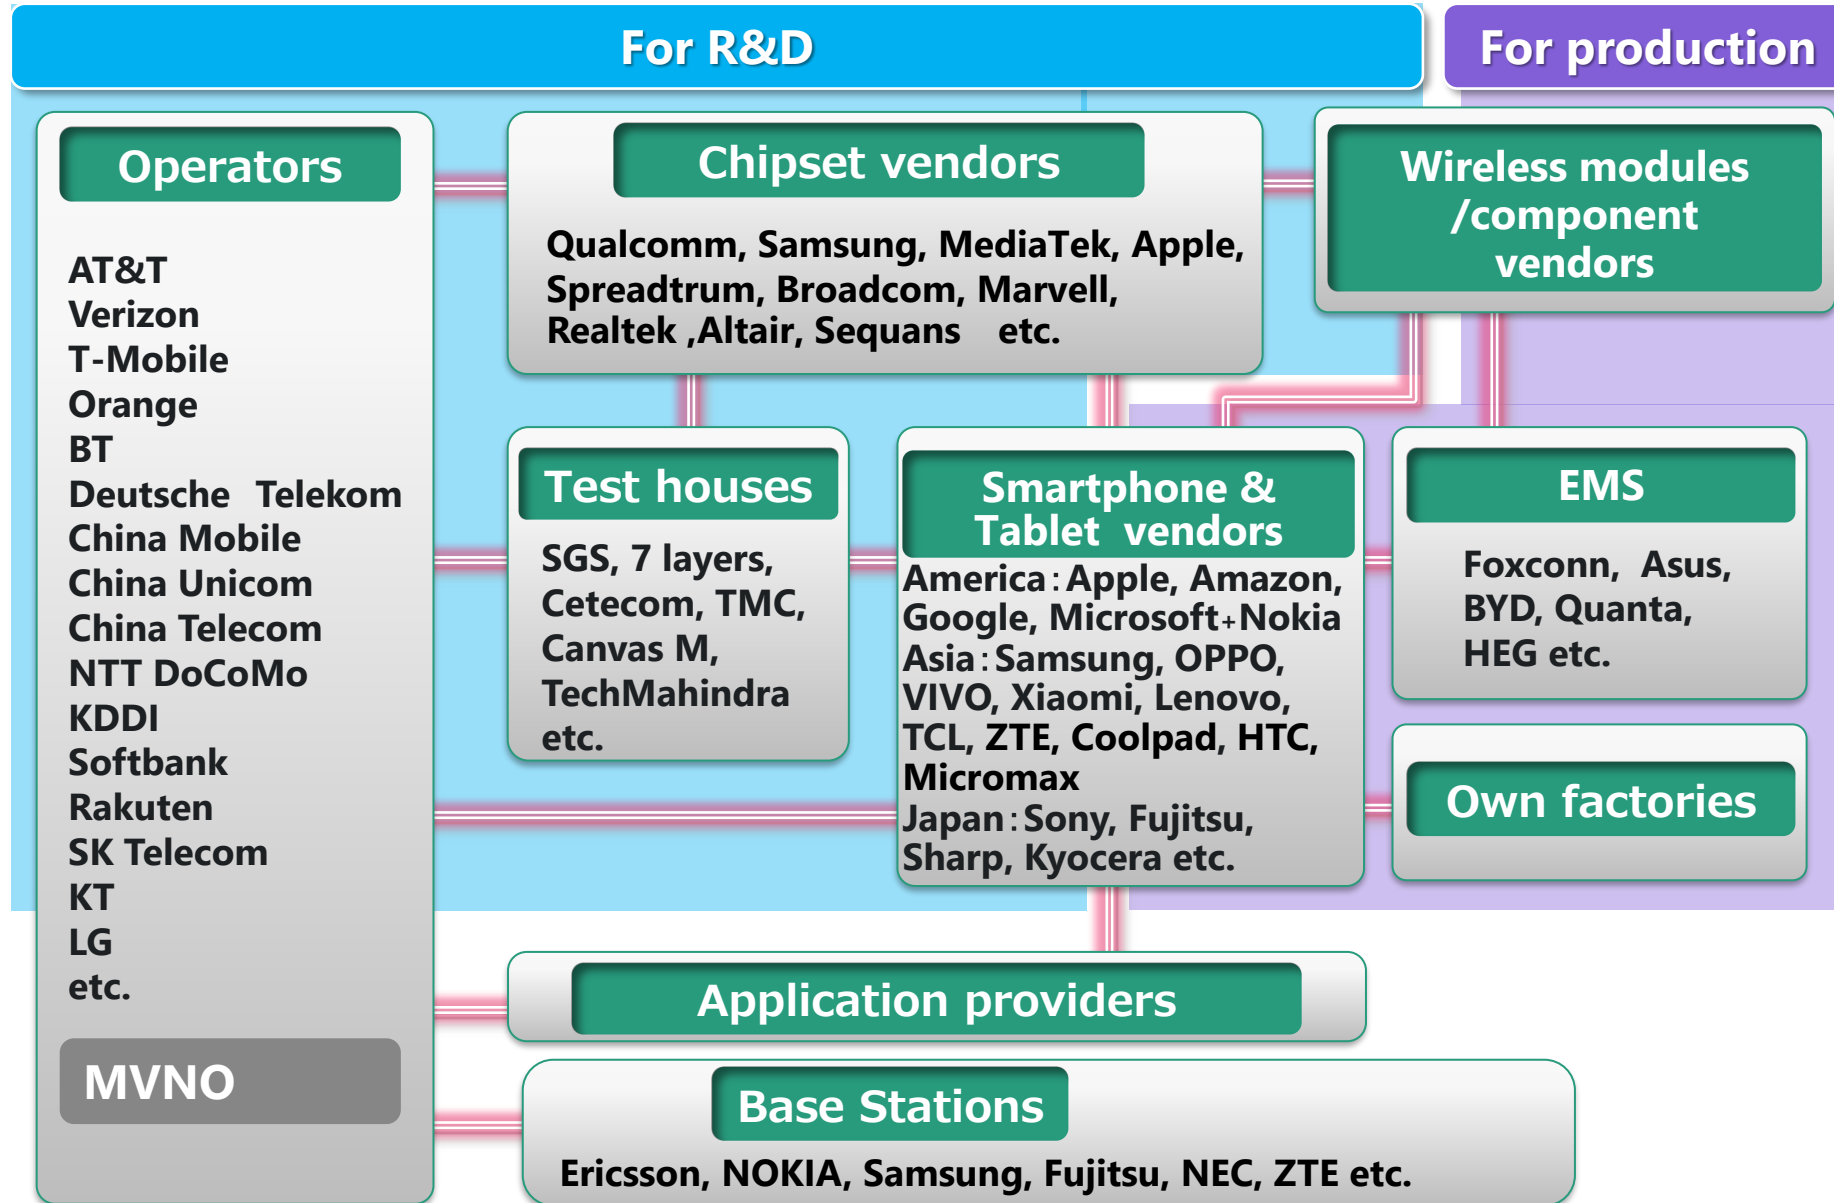 For R&D
For production
Operators
AT&T
Verizon
T-Mobile
Orange
BT
Deutsche Telekom
China Mobile
China Unicom
China Telecom
NTT DoCoMo
KDDI
Softbank
Rakuten
SK Telecom
KT
LG
etc.
MVNO
Chipset vendors
Qualcomm, Samsung, MediaTek, Apple,
Spreadtrum, Broadcom, Marvell,
Realtek ,Altair, Sequans etc.
Wireless modules
/component
vendors
Test houses
SGS, 7 layers,
Cetecom, TMC,
Canvas M,
TechMahindra
etc.
Smartphone &
Tablet vendors
America：Apple, Amazon,
Google, Microsoft+Nokia
Asia：Samsung, OPPO,
VIVO, Xiaomi, Lenovo,
TCL, ZTE, Coolpad, HTC,
Micromax
Japan：Sony, Fujitsu,
Sharp, Kyocera etc.
EMS
Foxconn, Asus,
BYD, Quanta,
HEG etc.
Own factories
Application providers
Base Stations
Ericsson, NOKIA, Samsung, Fujitsu, NEC, ZTE etc.